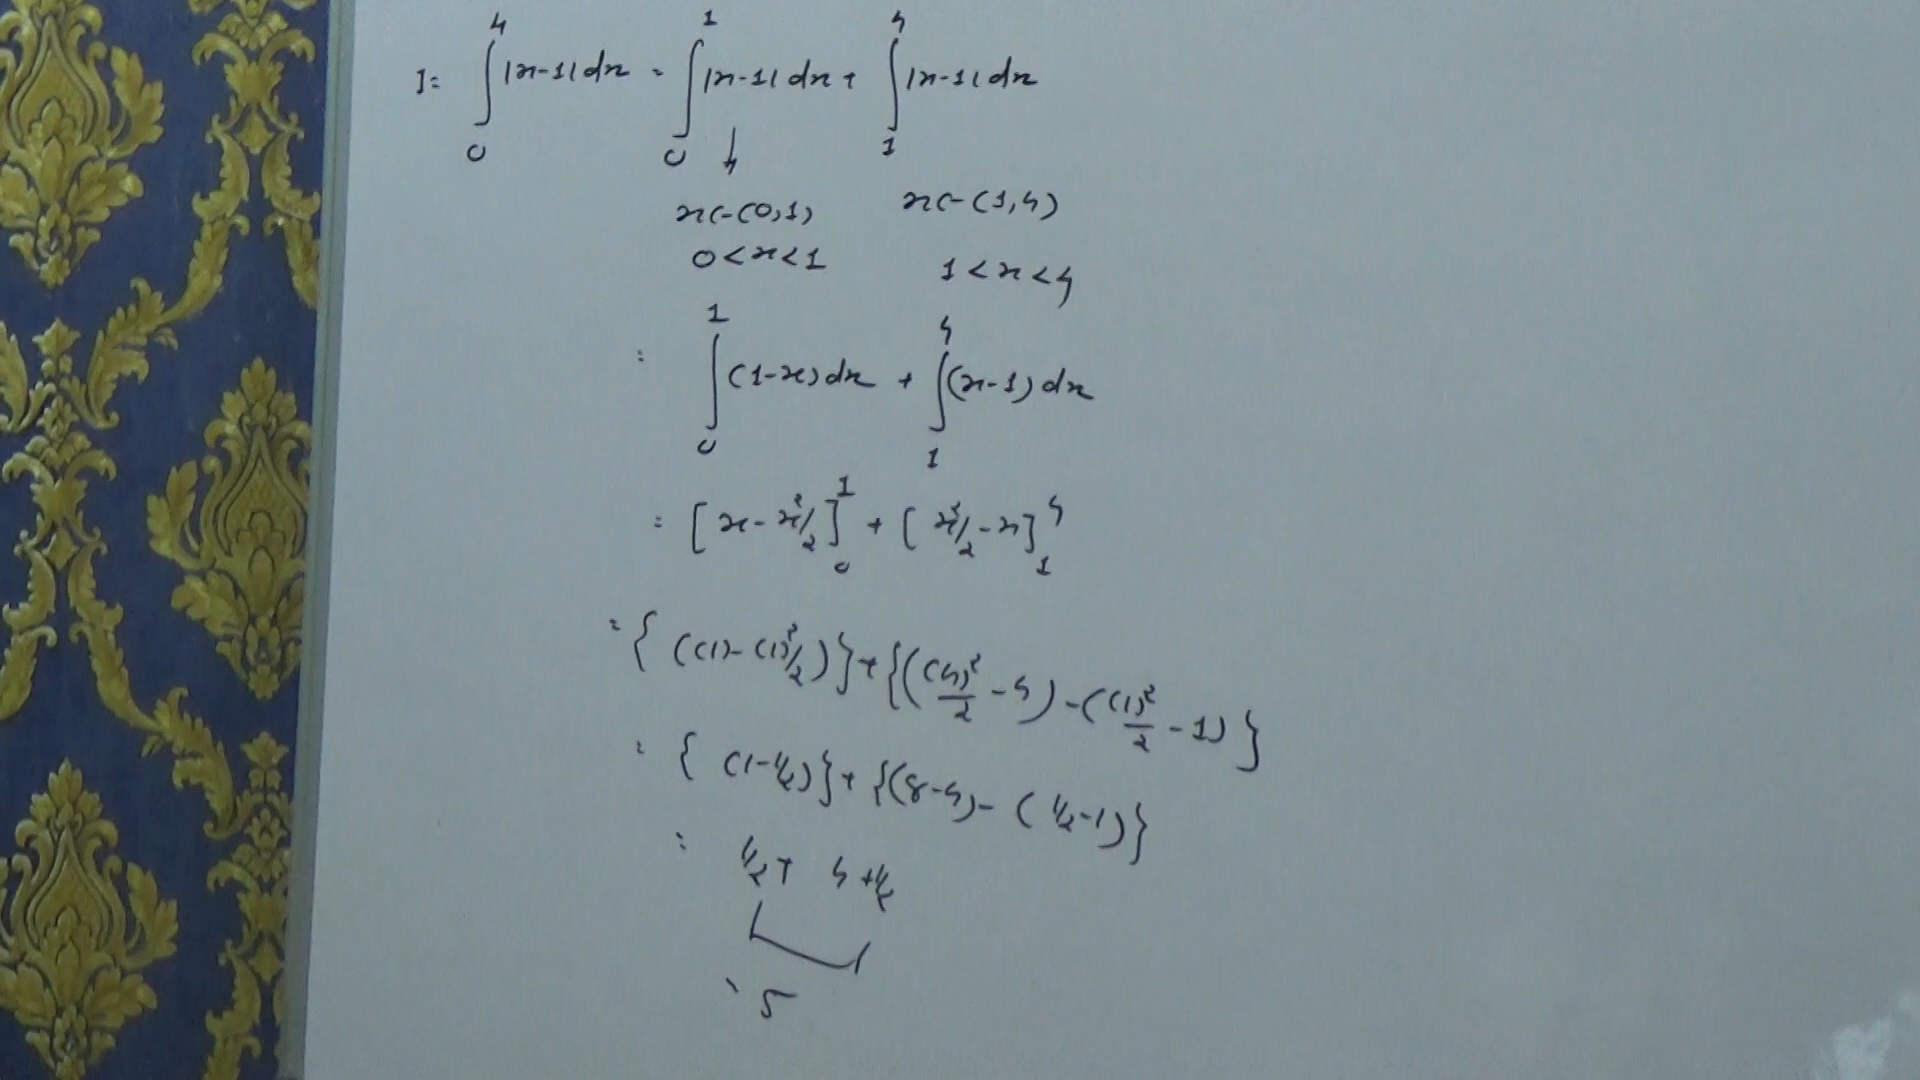 I = ∫₀⁴ |x-1| dx = ∫₀¹ |x-1| dx + ∫₁⁴ |x-1| dx
x∈(0,1) x∈(1,4)
0<x<1 1<x<4
= ∫₀¹ (1-x) dx + ∫₁⁴ (x-1) dx
= [x - x²/2]₀¹ + [x²/2 - x]₁⁴
= {((1) - (1)²/2)} + {((4)²/2 - 4) - ((1)²/2 - 1)}
= {(1-1/2)} + {(8-4) - (1/2-1)}
= 1/2 + 4 + 1/2
= 5